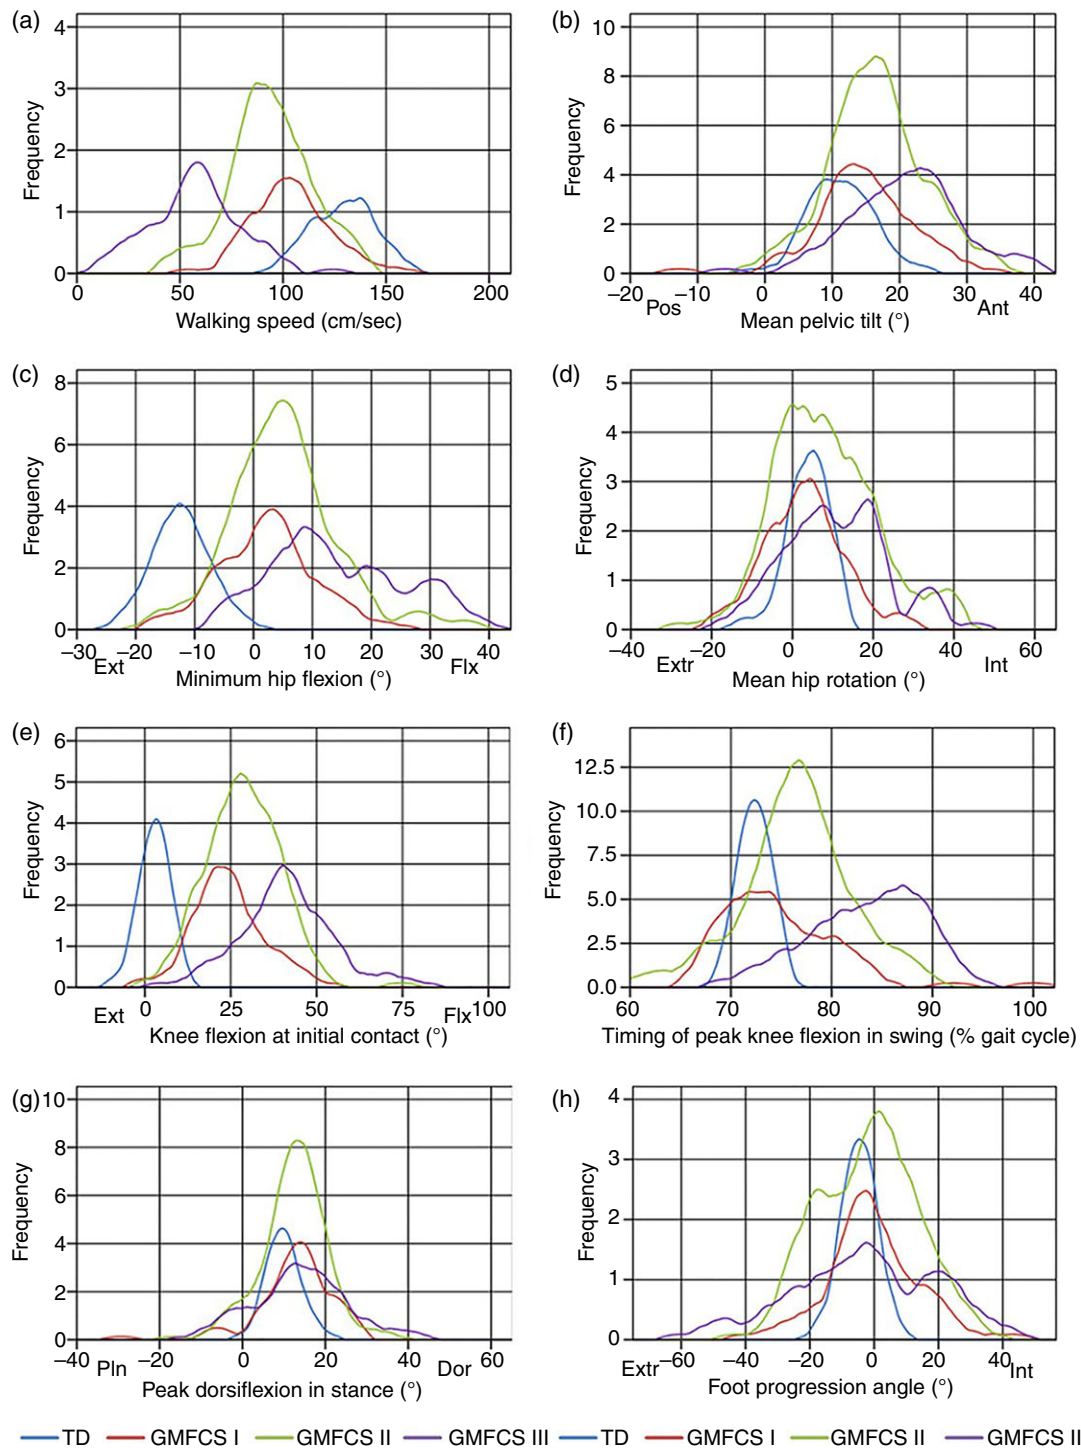 (a)
4
3
2
1
0
Frequency
0 50 100 150 200
Walking speed (cm/sec)
(b)
10
8
6
4
2
0
Frequency
–20 –10 0 10 20 30 40
Pos Ant
Mean pelvic tilt (°)
(c)
8
6
4
2
0
Frequency
–30 –20 –10 0 10 20 30 40
Ext Flx
Minimum hip flexion (°)
(d)
5
4
3
2
1
0
Frequency
–40 –20 0 20 40 60
Extr Int
Mean hip rotation (°)
(e)
6
5
4
3
2
1
0
Frequency
0 25 50 75 100
Ext Flx
Knee flexion at initial contact (°)
(f)
12.5
10.0
7.5
5.0
2.5
0.0
Frequency
60 70 80 90 100
Timing of peak knee flexion in swing (% gait cycle)
(g)
10
8
6
4
2
0
Frequency
–40 –20 0 20 40 60
Pln Dor
Peak dorsiflexion in stance (°)
(h)
4
3
2
1
0
Frequency
–60 –40 –20 0 20 40
Extr Int
Foot progression angle (°)
TD GMFCS I GMFCS II GMFCS III TD GMFCS I GMFCS II GMFCS II